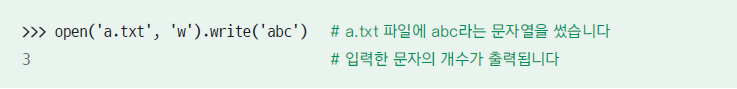 >>> open('a.txt', 'w').write('abc') # a.txt 파일에 abc라는 문자열을 썼습니다
3 # 입력한 문자의 개수가 출력됩니다